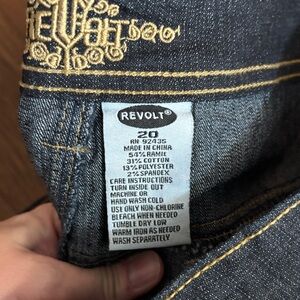 REVOLT
REVOLT®
20
RN 92435
MADE IN CHINA
54% RAMIE
31% COTTON
13% POLYESTER
2% SPANDEX
CARE INSTRUCTIONS
TURN INSIDE OUT
MACHINE OR
HAND WASH COLD
USE ONLY NON-CHLORINE
BLEACH WHEN NEEDED
TUMBLE DRY LOW
WARM IRON AS NEEDED
WASH SEPARATELY